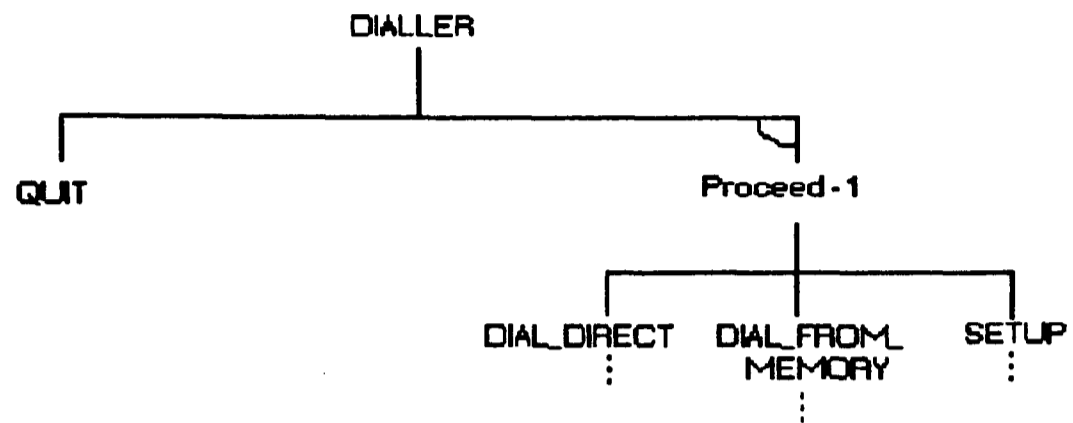 DIALLER
QUIT
Proceed-1
DIAL_DIRECT
DIAL_FROM_
MEMORY
SETUP